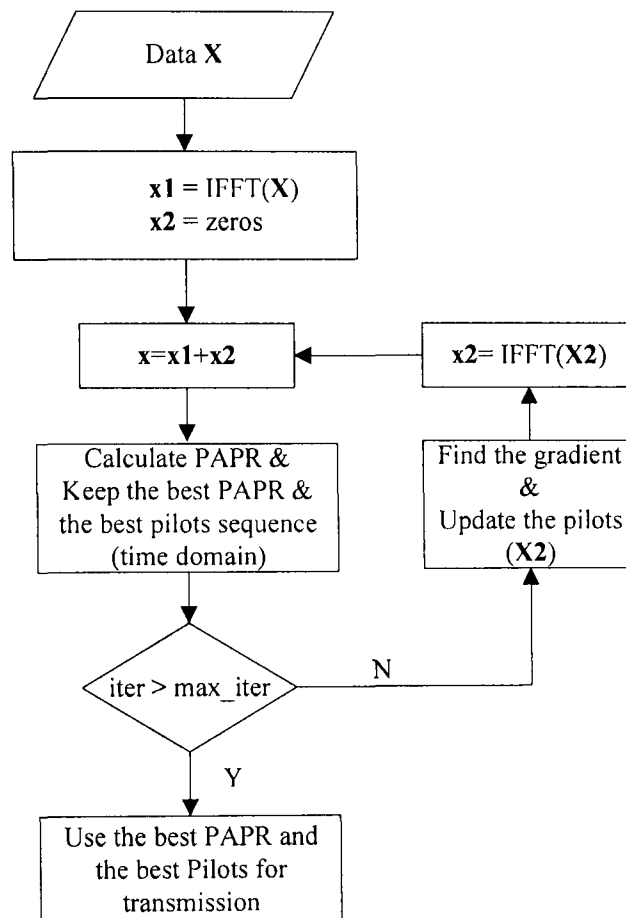 Data X
x1 = IFFT(X)
x2 = zeros
x=x1+x2
x2= IFFT(X2)
Calculate PAPR &
Keep the best PAPR &
the best pilots sequence
(time domain)
Find the gradient
&
Update the pilots
(X2)
iter > max_iter
N
Y
Use the best PAPR and
the best Pilots for
transmission